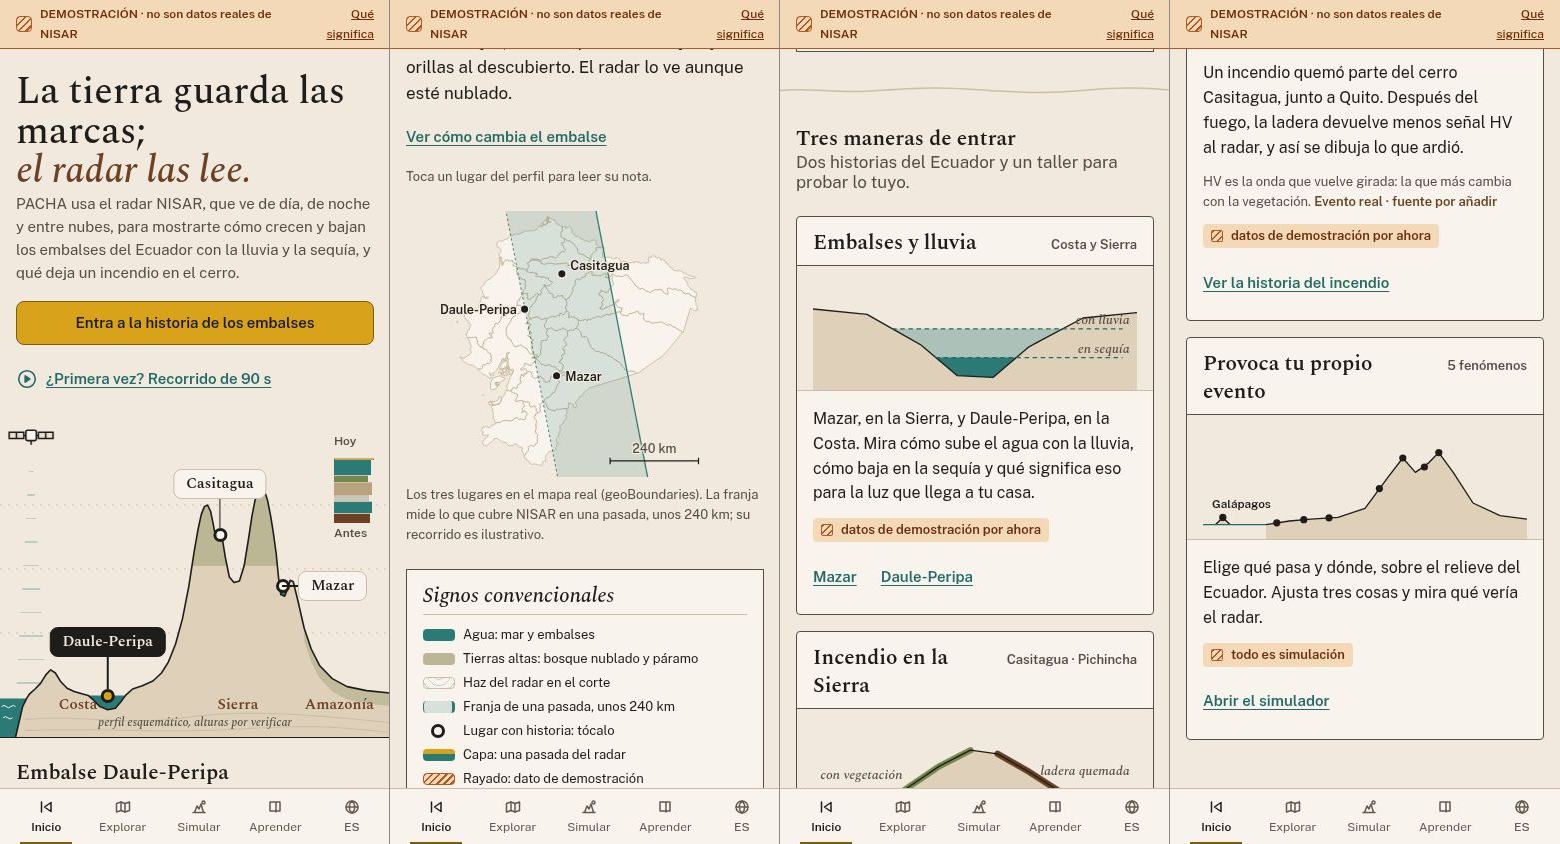 DEMOSTRACIÓN · no son datos reales de
NISAR
Qué
significa
La tierra guarda las
marcas;
el radar las lee.
PACHA usa el radar NISAR, que ve de día, de noche
y entre nubes, para mostrarte cómo crecen y bajan
los embalses del Ecuador con la lluvia y la sequía, y
qué deja un incendio en el cerro.
Entra a la historia de los embalses
¿Primera vez? Recorrido de 90 s
Hoy
Antes
Casitagua
Mazar
Daule-Peripa
Costa
Sierra
Amazonía
perfil esquemático, alturas por verificar
Embalse Daule-Peripa
Inicio
Explorar
Simular
Aprender
ES
DEMOSTRACIÓN · no son datos reales de
NISAR
Qué
significa
orillas al descubierto. El radar lo ve aunque
esté nublado.
Ver cómo cambia el embalse
Toca un lugar del perfil para leer su nota.
Casitagua
Daule-Peripa
Mazar
240 km
Los tres lugares en el mapa real (geoBoundaries). La franja
mide lo que cubre NISAR en una pasada, unos 240 km; su
recorrido es ilustrativo.
Signos convencionales
Agua: mar y embalses
Tierras altas: bosque nublado y páramo
Haz del radar en el corte
Franja de una pasada, unos 240 km
Lugar con historia: tócalo
Capa: una pasada del radar
Rayado: dato de demostración
Inicio
Explorar
Simular
Aprender
ES
DEMOSTRACIÓN · no son datos reales de
NISAR
Qué
significa
Tres maneras de entrar
Dos historias del Ecuador y un taller para
probar lo tuyo.
Embalses y lluvia
Costa y Sierra
con lluvia
en sequía
Mazar, en la Sierra, y Daule-Peripa, en la
Costa. Mira cómo sube el agua con la lluvia,
cómo baja en la sequía y qué significa eso
para la luz que llega a tu casa.
datos de demostración por ahora
Mazar
Daule-Peripa
Incendio en la
Sierra
Casitagua · Pichincha
con vegetación
ladera quemada
Inicio
Explorar
Simular
Aprender
ES
DEMOSTRACIÓN · no son datos reales de
NISAR
Qué
significa
Un incendio quemó parte del cerro
Casitagua, junto a Quito. Después del
fuego, la ladera devuelve menos señal HV
al radar, y así se dibuja lo que ardió.
HV es la onda que vuelve girada: la que más cambia
con la vegetación. Evento real · fuente por añadir
datos de demostración por ahora
Ver la historia del incendio
Provoca tu propio
evento
5 fenómenos
Galápagos
Elige qué pasa y dónde, sobre el relieve del
Ecuador. Ajusta tres cosas y mira qué vería
el radar.
todo es simulación
Abrir el simulador
Inicio
Explorar
Simular
Aprender
ES